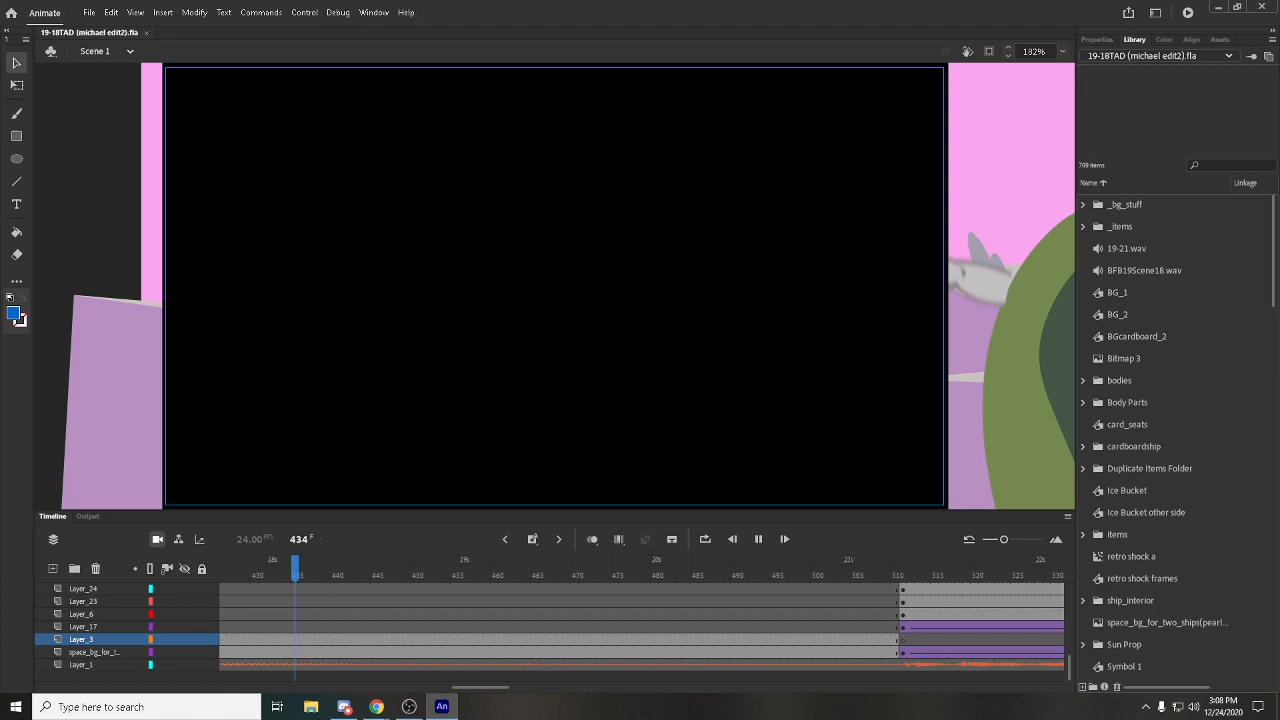 Animate File Edit View Insert Modify Text Commands Control Debug Window Help
19-18TAD (michael edit2).fla
Scene 1
182%
Properties Library Color Align Assets
19-18TAD (michael edit2).fla
709 items
Name Linkage
_bg_stuff
_items
19-21.wav
BFB19Scene18.wav
BG_1
BG_2
BGcardboard_2
Bitmap 3
bodies
Body Parts
card_seats
cardboardship
Duplicate Items Folder
Ice Bucket
Ice Bucket other side
items
retro shock a
retro shock frames
ship_interior
space_bg_for_two_ships(pearl...
Sun Prop
Symbol 1
Timeline Output
24.00 FPS 434 F
18s 19s 20s 21s 22s
430 435 440 445 450 455 460 465 470 475 480 485 490 495 500 505 510 515 520 525 530
Layer_24
Layer_23
Layer_6
Layer_17
Layer_3
space_bg_for_t...
Layer_1
Type here to search
An
3:08 PM
12/24/2020